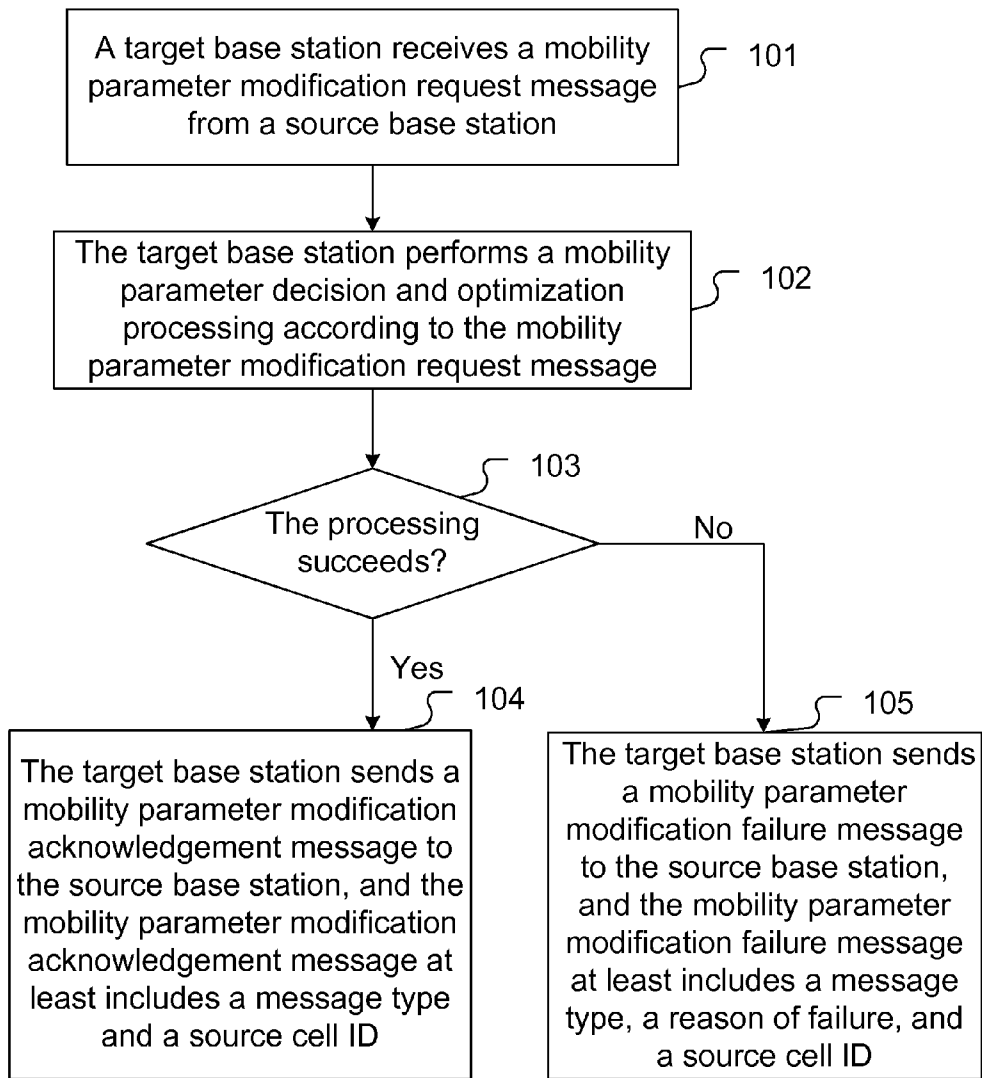 A target base station receives a mobility
parameter modification request message
from a source base station
101
The target base station performs a mobility
parameter decision and optimization
processing according to the mobility
parameter modification request message
102
103
The processing
succeeds?
No
Yes
104
The target base station sends a
mobility parameter modification
acknowledgement message to
the source base station, and the
mobility parameter modification
acknowledgement message at
least includes a message type
and a source cell ID
105
The target base station sends
a mobility parameter
modification failure message
to the source base station,
and the mobility parameter
modification failure message
at least includes a message
type, a reason of failure, and
a source cell ID